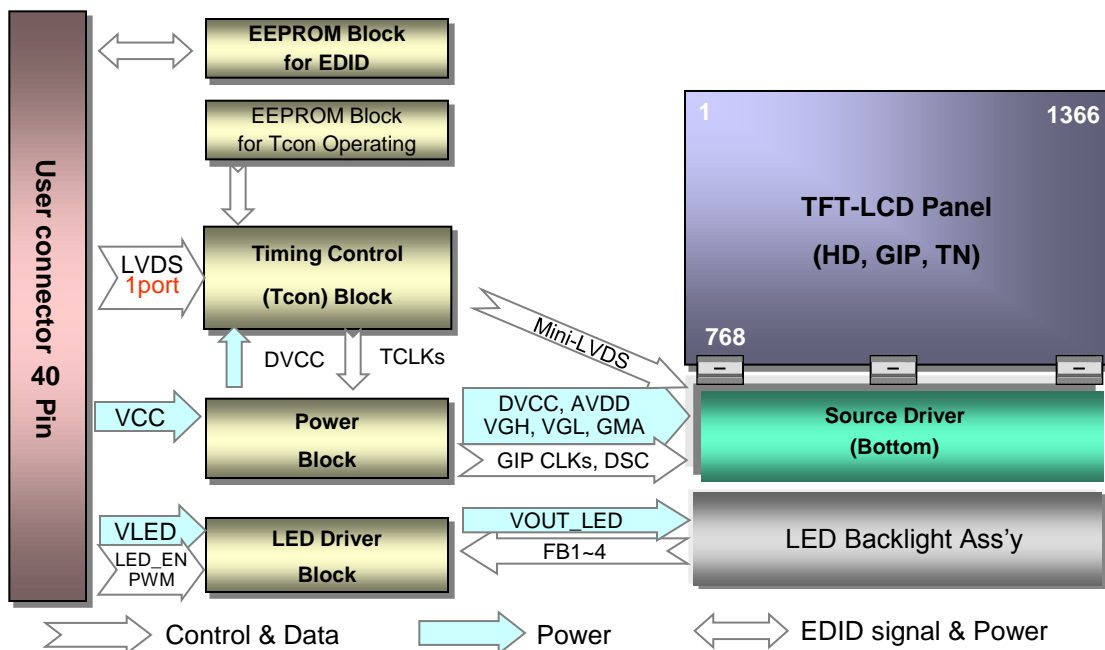 User connector 40 Pin
EEPROM Block
for EDID
EEPROM Block
for Tcon Operating
LVDS
1port
Timing Control
(Tcon) Block
DVCC
TCLKs
Mini-LVDS
1
1366
TFT-LCD Panel
(HD, GIP, TN)
768
VCC
Power
Block
DVCC, AVDD
VGH, VGL, GMA
GIP CLKs, DSC
Source Driver
(Bottom)
VLED
LED_EN
PWM
LED Driver
Block
VOUT_LED
FB1~4
LED Backlight Ass'y
Control & Data
Power
EDID signal & Power